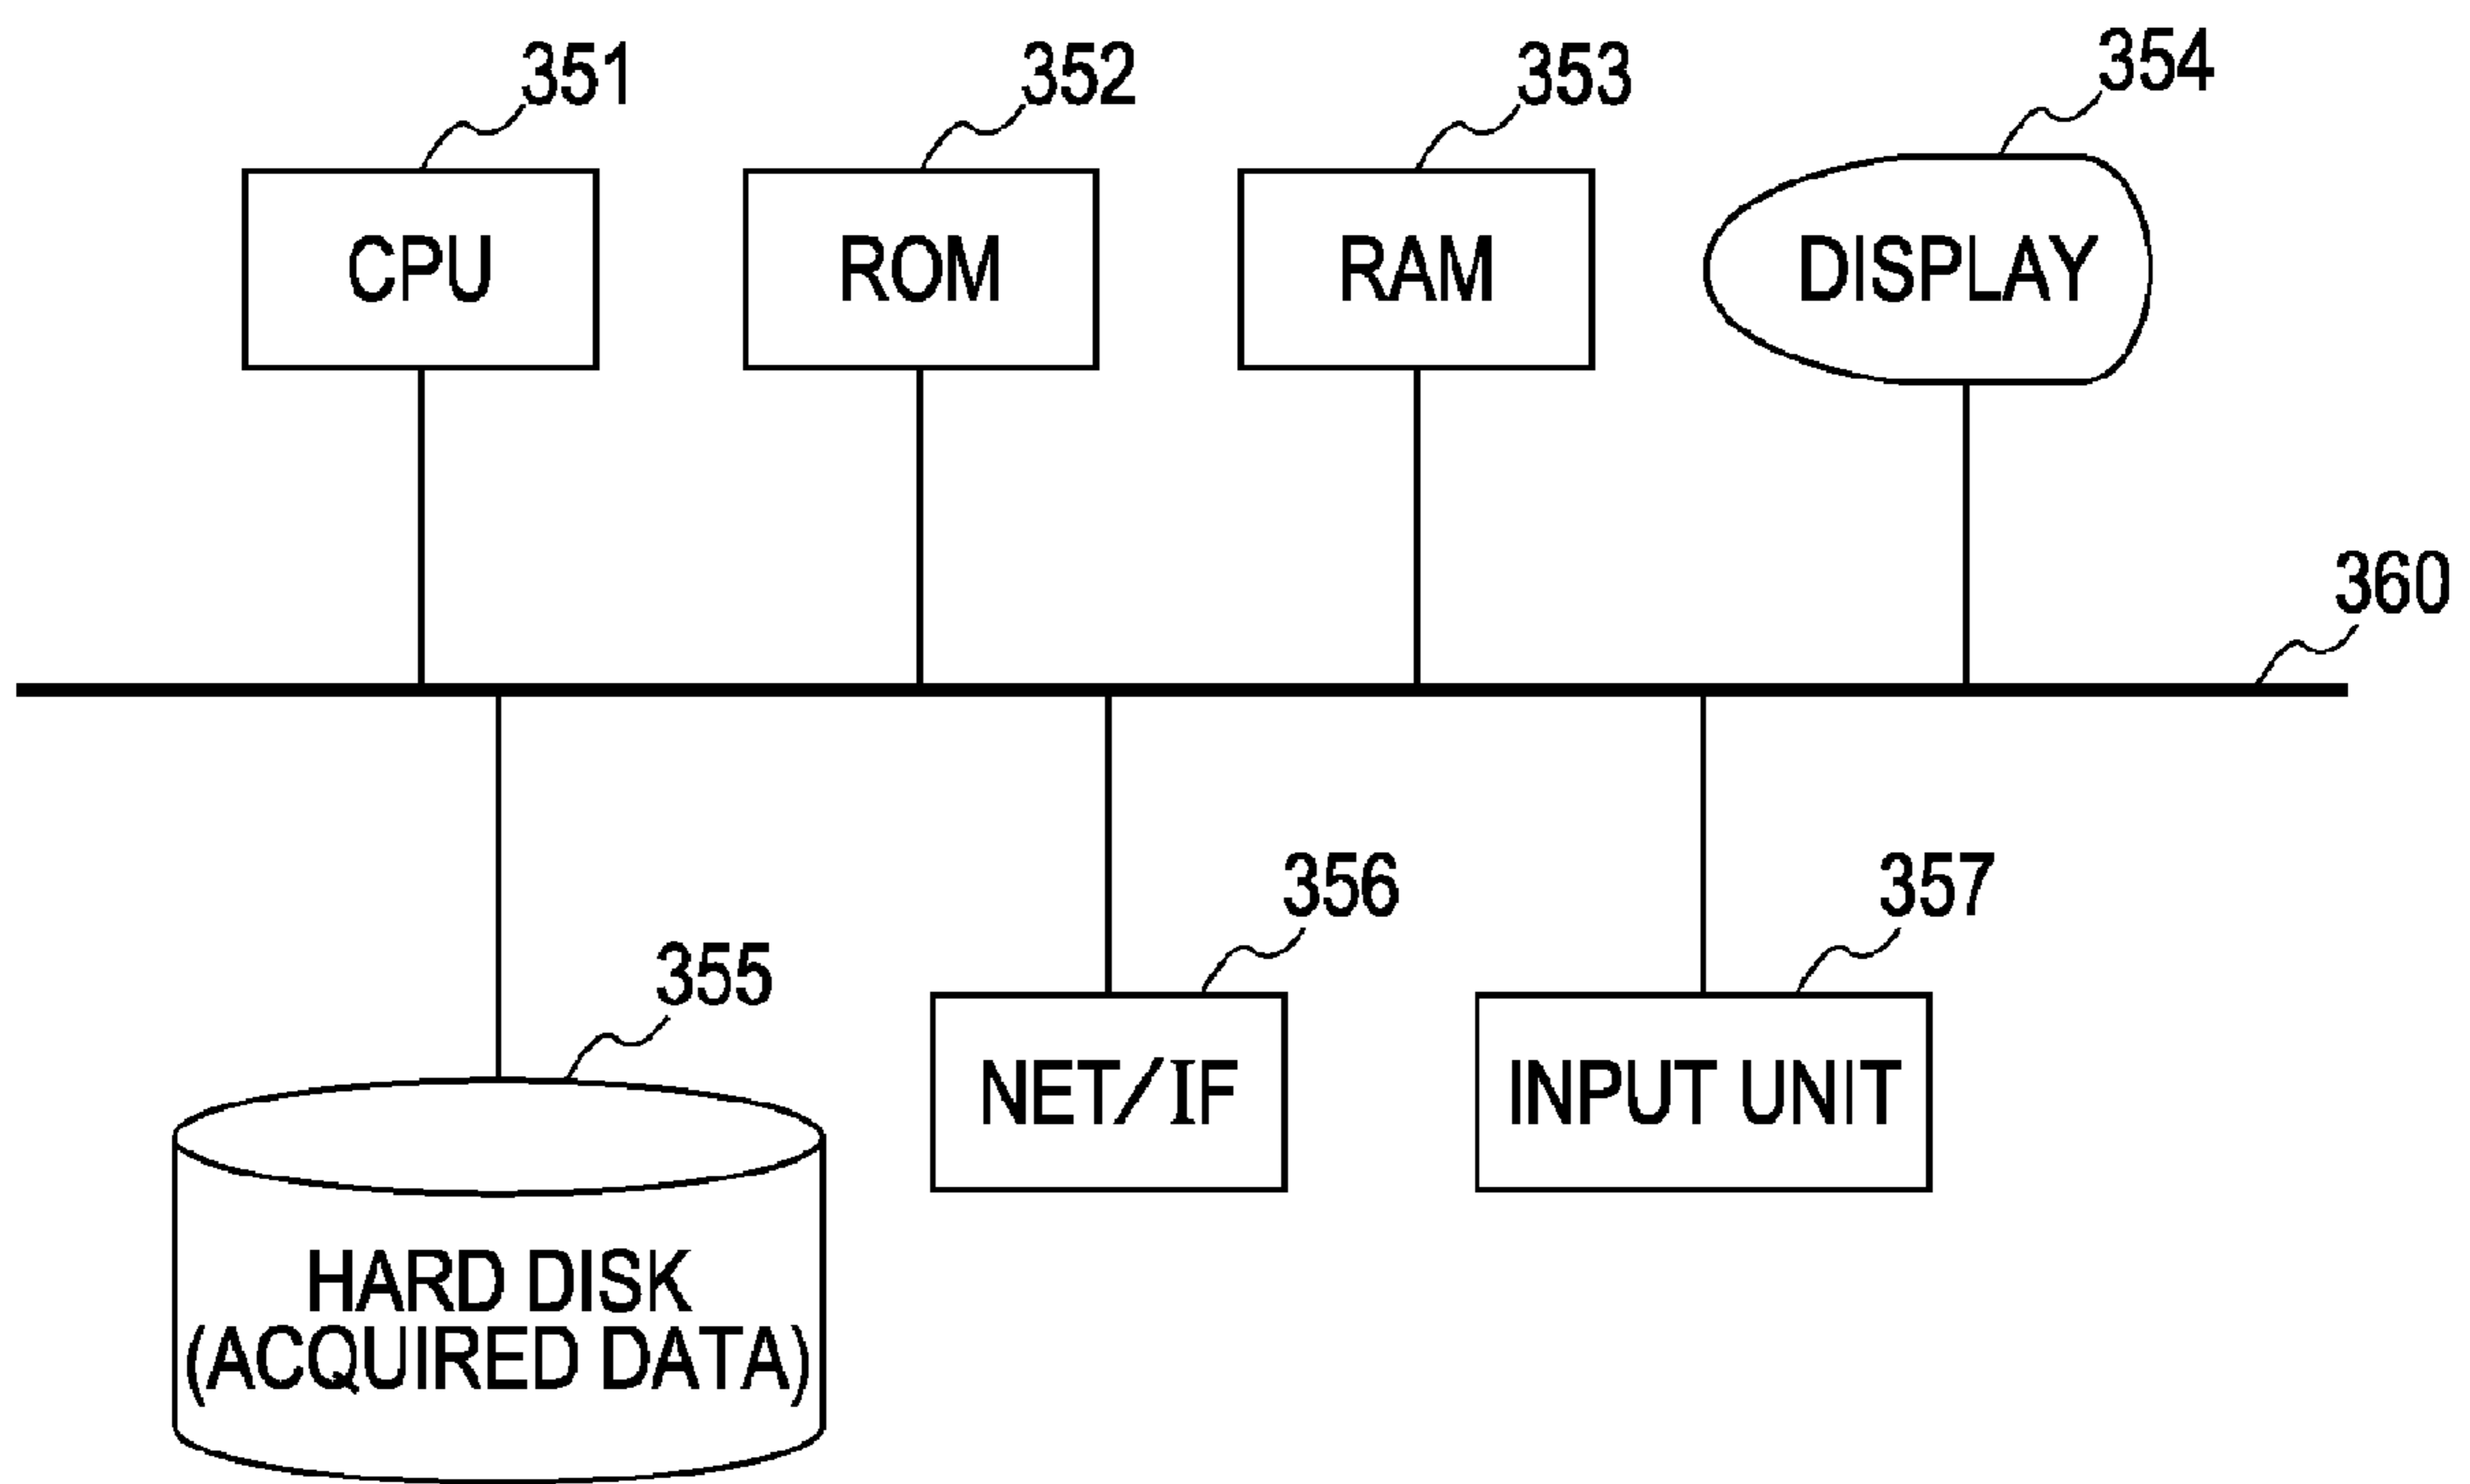 351
352
353
354
CPU
ROM
RAM
DISPLAY
360
355
356
357
NET/IF
INPUT UNIT
HARD DISK
(ACQUIRED DATA)